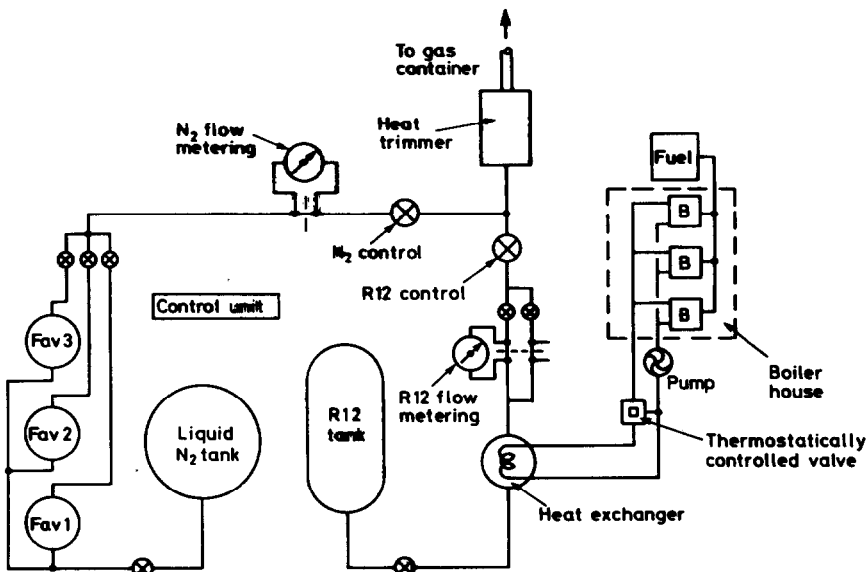 To gas
container
N2 flow
metering
Heat
trimmer
Fuel
B
N2 control
B
R12 control
Control unit
B
Fav 3
Boiler
house
Pump
R12 flow
metering
R12
tank
Fav 2
Liquid
N2 tank
Thermostatically
controlled valve
Fav 1
Heat exchanger